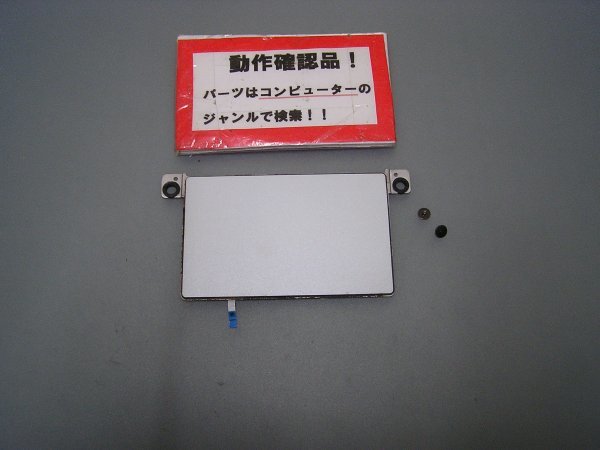 動作確認品！
パーツはコンピューターの
ジャンルで検索！！